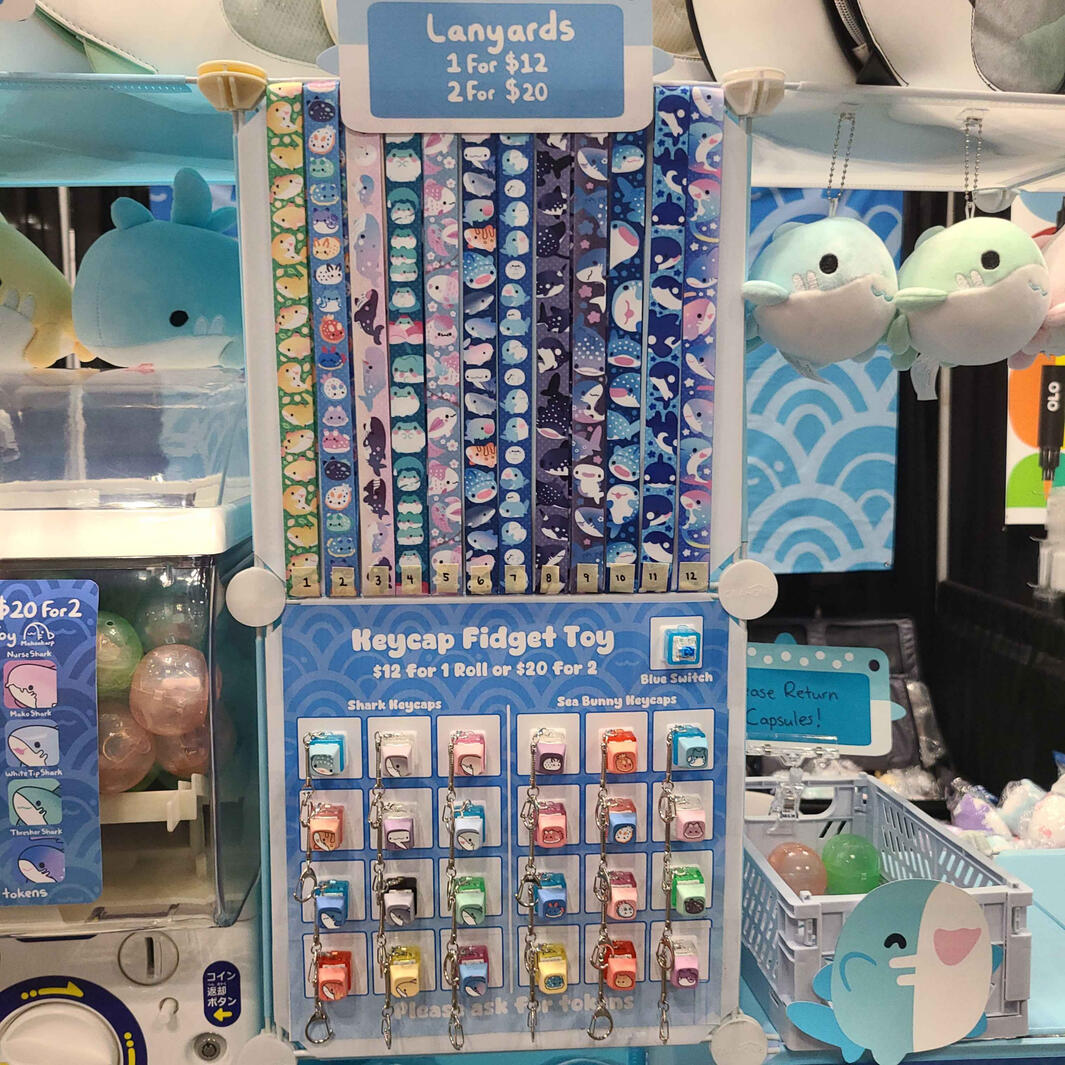 Lanyards
1 For $12
2 For $20
1 2 3 4 5 6 7 8 9 10 11 12
Keycap Fidget Toy
$12 for 1 Roll or $20 for 2
Blue Switch
Shark Keycaps
Sea Bunny Keycaps
Please ask for tokens
$20 For 2
Nurse Shark
Mako Shark
White Tip Shark
Thresher Shark
tokens
コイン
返却
ボタン
Return
Capsules!
OLO